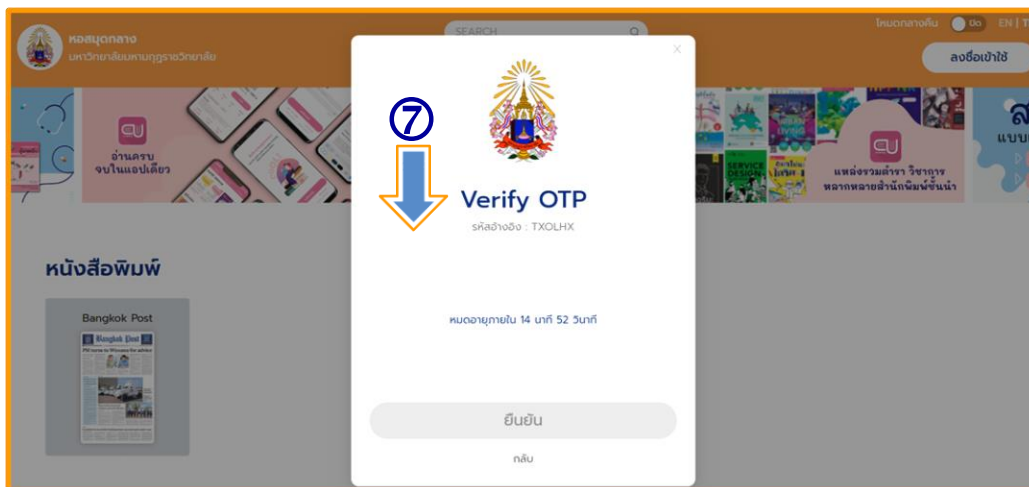 หอสมุดกลาง
มหาวิทยาลัยมหามกุฏราชวิทยาลัย
SEARCH
โหมดกลางคืน ปิด EN | T
ลงชื่อเข้าใช้
X
⑦
อ่านครบ
จบในแอปเดียว
Verify OTP
รหัสอ้างอิง : TXOLHX
หมดอายุภายใน 14 นาที 52 วินาที
ยืนยัน
กลับ
SERVICE
DESIGN
แหล่งรวมตำรา วิชาการ
หลากหลายสำนักพิมพ์ชั้นนำ
หนังสือพิมพ์
Bangkok Post
Bangkok Post